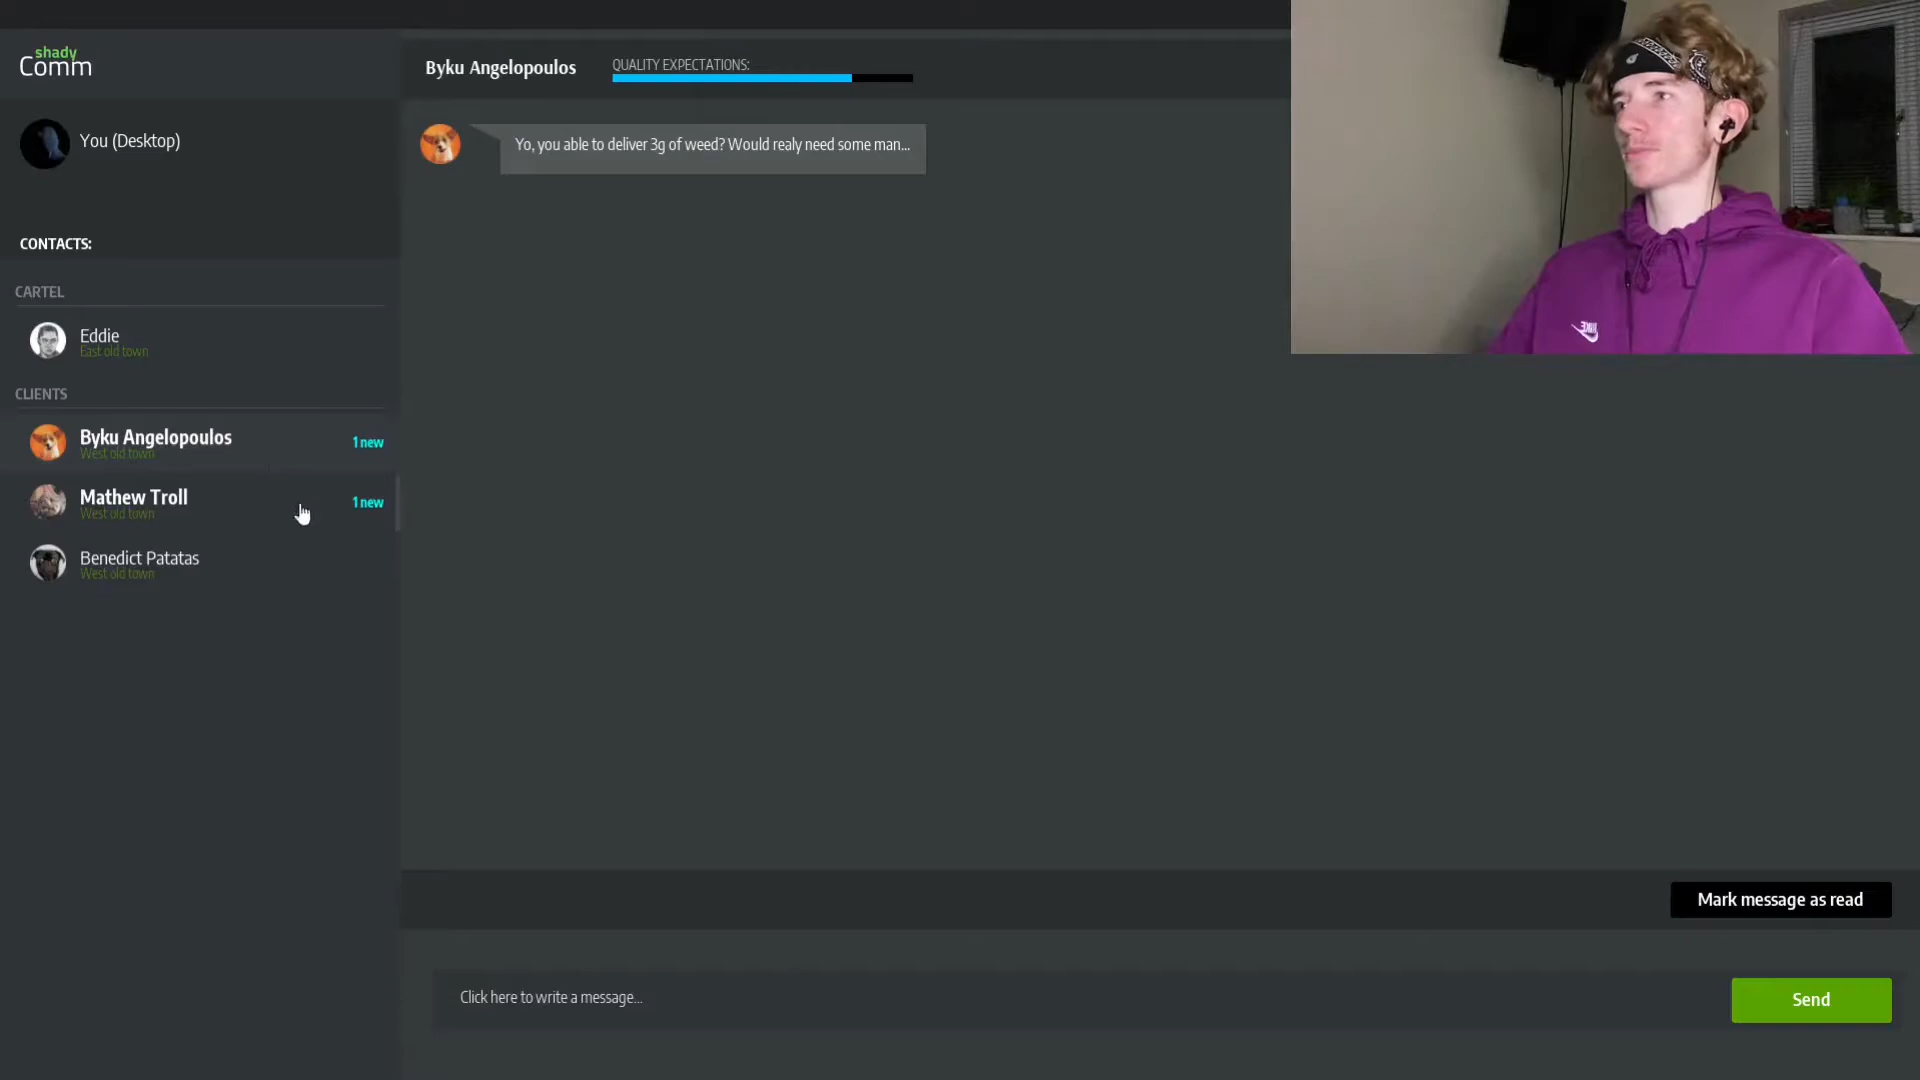 shady
Comm
You (Desktop)
CONTACTS:
CARTEL
Eddie
East old town
CLIENTS
Byku Angelopoulos
West old town
1 new
Mathew Troll
West old town
1 new
Benedict Patatas
West old town
Byku Angelopoulos
QUALITY EXPECTATIONS:
Yo, you able to deliver 3g of weed? Would realy need some man...
Mark message as read
Click here to write a message...
Send
NIKE